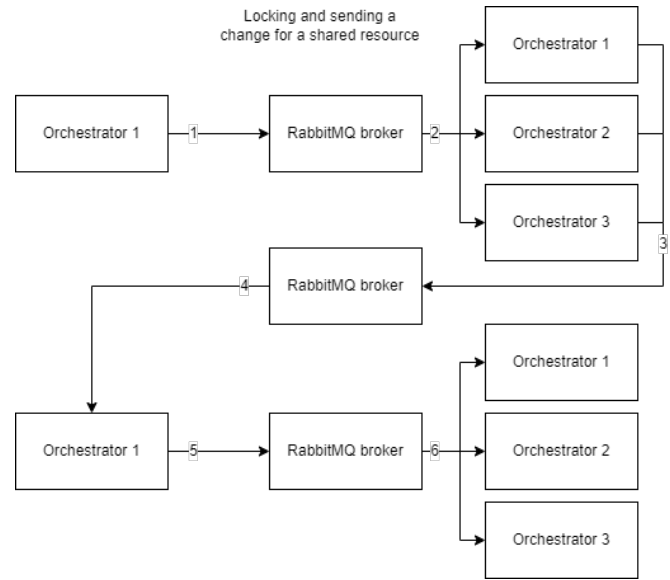 Locking and sending a
change for a shared resource
Orchestrator 1
1
RabbitMQ broker
2
Orchestrator 1
Orchestrator 2
Orchestrator 3
3
RabbitMQ broker
4
Orchestrator 1
5
RabbitMQ broker
6
Orchestrator 1
Orchestrator 2
Orchestrator 3